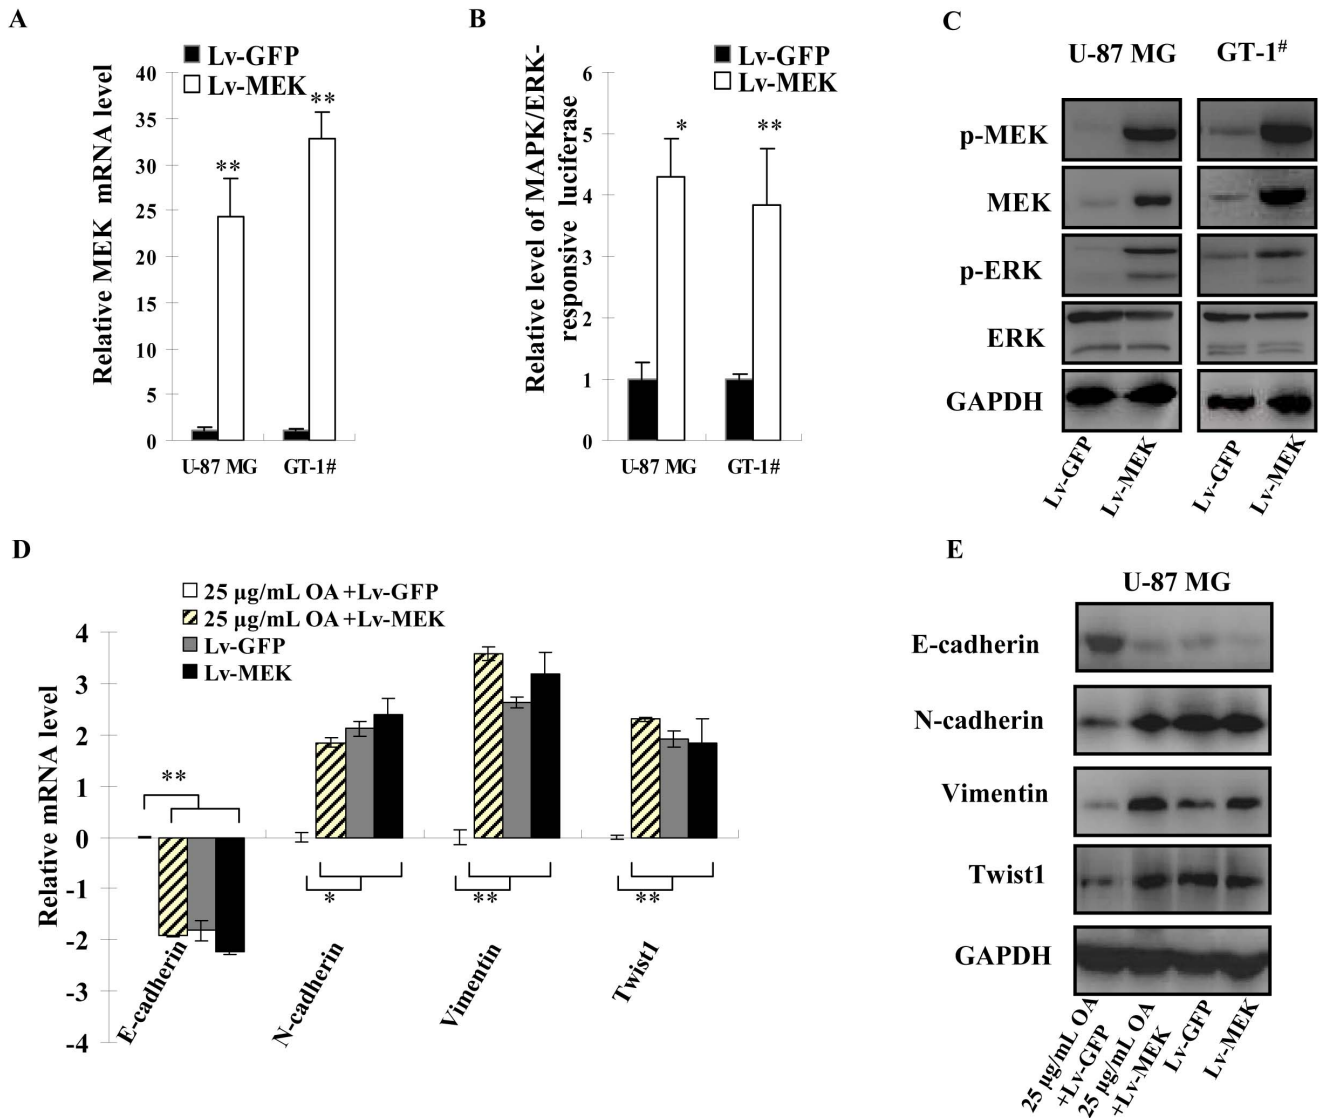 A
Lv-GFP
Lv-MEK
Relative MEK mRNA level
40
35
30
25
20
15
10
5
0
**
**
U-87 MG
GT-1#
B
Lv-GFP
Lv-MEK
Relative level of MAPK/ERK-
responsive luciferase
6
5
4
3
2
1
0
*
**
U-87 MG
GT-1#
C
U-87 MG
GT-1#
p-MEK
MEK
p-ERK
ERK
GAPDH
Lv-GFP
Lv-MEK
Lv-GFP
Lv-MEK
D
25 µg/mL OA +Lv-GFP
25 µg/mL OA +Lv-MEK
Lv-GFP
Lv-MEK
Relative mRNA level
4
3
2
1
0
-1
-2
-3
-4
**
*
**
**
E-cadherin
N-cadherin
Vimentin
Twist1
E
U-87 MG
E-cadherin
N-cadherin
Vimentin
Twist1
GAPDH
25 µg/mL OA
+Lv-GFP
25 µg/mL OA
+Lv-MEK
Lv-GFP
Lv-MEK